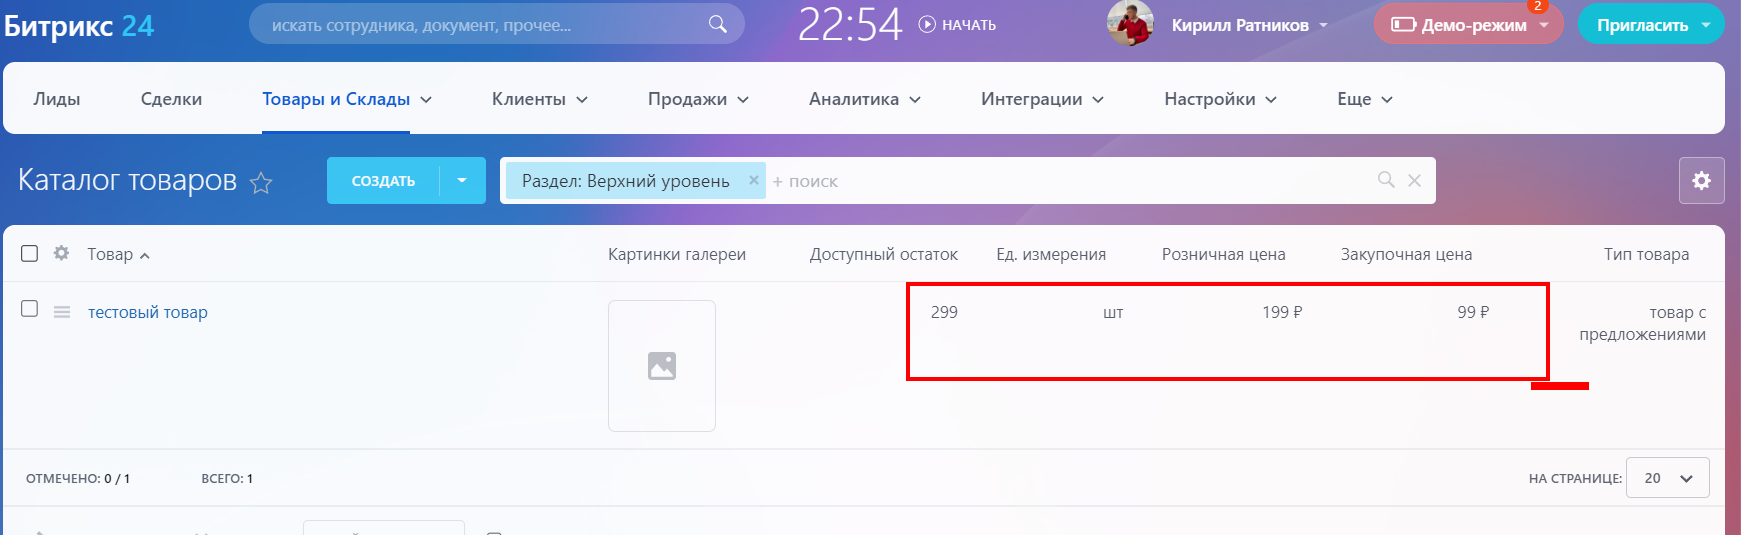 Битрикс 24
искать сотрудника, документ, прочее...
22:54
НАЧАТЬ
Кирилл Ратников
Демо-режим
2
Пригласить
Лиды
Сделки
Товары и Склады
Клиенты
Продажи
Аналитика
Интеграции
Настройки
Еще
Каталог товаров
СОЗДАТЬ
Раздел: Верхний уровень
+ поиск
Товар
Картинки галереи
Доступный остаток
Ед. измерения
Розничная цена
Закупочная цена
Тип товара
тестовый товар
299
шт
199 ₽
99 ₽
товар с
предложениями
ОТМЕЧЕНО: 0 / 1
ВСЕГО: 1
НА СТРАНИЦЕ:
20